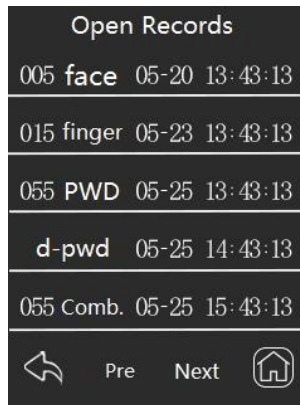 Open Records
005 face 05-20 13:43:13
015 finger 05-23 13:43:13
055 PWD 05-25 13:43:13
d-pwd 05-25 14:43:13
055 Comb. 05-25 15:43:13
Pre Next